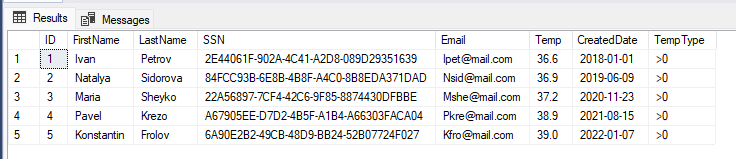 Results Messages
ID FirstName LastName SSN Email Temp CreatedDate TempType
1 1 Ivan Petrov 2E44061F-902A-4C41-A2D8-089D29351639 Ipet@mail.com 36.6 2018-01-01 >0
2 2 Natalya Sidorova 84FCC93B-6E8B-4B8F-A4C0-8B8EDA371DAD Nsid@mail.com 36.9 2019-06-09 >0
3 3 Maria Sheyko 22A56897-7CF4-42C6-9F85-8874430DFBBE Mshe@mail.com 37.2 2020-11-23 >0
4 4 Pavel Krezo A67905EE-D7D2-4B5F-A1B4-A66303FACA04 Pkre@mail.com 38.9 2021-08-15 >0
5 5 Konstantin Frolov 6A90E2B2-49CB-48D9-BB24-52B07724F027 Kfro@mail.com 39.0 2022-01-07 >0